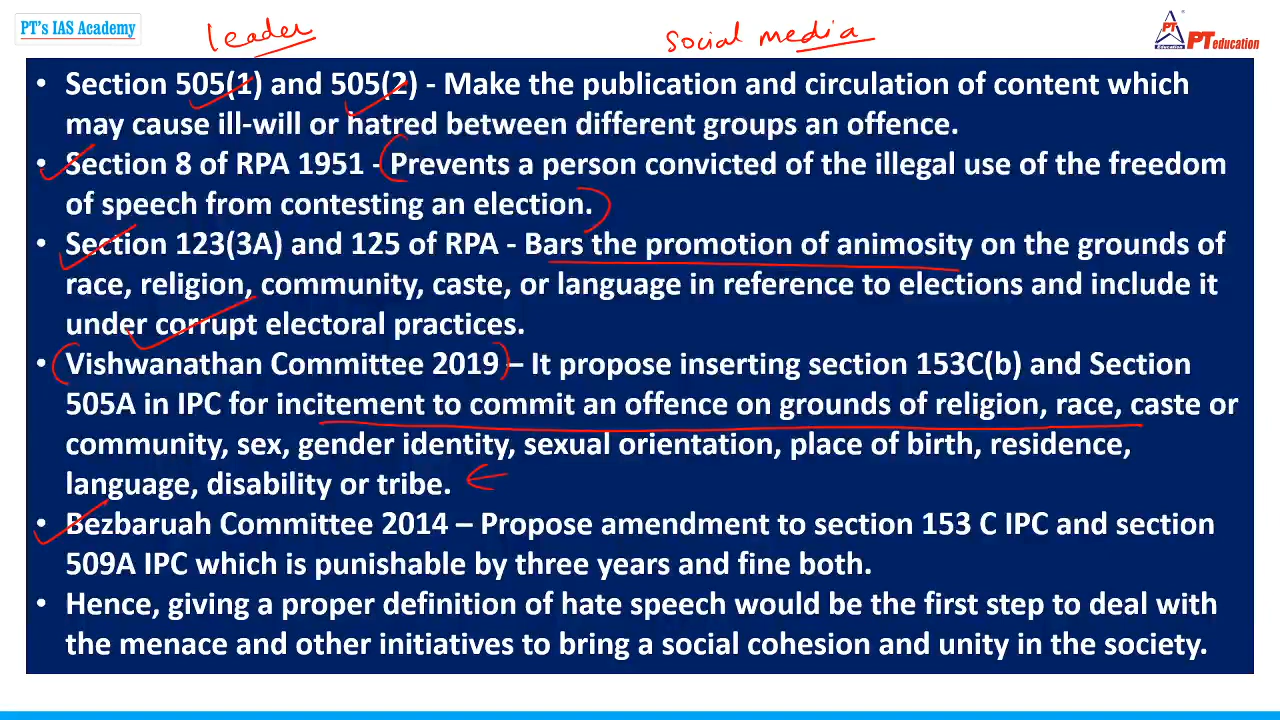 PT's IAS Academy
leader
social media
PT
Education
PT education
• Section 505(1) and 505(2) - Make the publication and circulation of content which
may cause ill-will or hatred between different groups an offence.
• Section 8 of RPA 1951 - Prevents a person convicted of the illegal use of the freedom
of speech from contesting an election.
• Section 123(3A) and 125 of RPA - Bars the promotion of animosity on the grounds of
race, religion, community, caste, or language in reference to elections and include it
under corrupt electoral practices.
• Vishwanathan Committee 2019 – It propose inserting section 153C(b) and Section
505A in IPC for incitement to commit an offence on grounds of religion, race, caste or
community, sex, gender identity, sexual orientation, place of birth, residence,
language, disability or tribe.
• Bezbaruah Committee 2014 – Propose amendment to section 153 C IPC and section
509A IPC which is punishable by three years and fine both.
• Hence, giving a proper definition of hate speech would be the first step to deal with
the menace and other initiatives to bring a social cohesion and unity in the society.